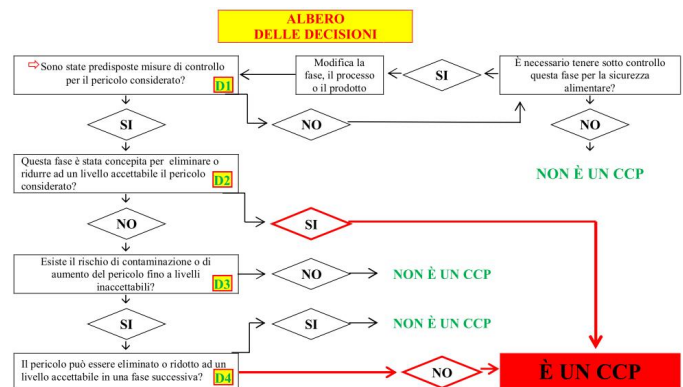 ALBERO
DELLE DECISIONI
⇨Sono state predisposte misure di controllo
per il pericolo considerato?
D1
Modifica la
fase, il processo
o il prodotto
SI
È necessario tenere sotto controllo
questa fase per la sicurezza
alimentare?
SI
NO
NO
NON È UN CCP
Questa fase è stata concepita per eliminare o
ridurre ad un livello accettabile il pericolo
considerato?
D2
NO
SI
Esiste il rischio di contaminazione o di
aumento del pericolo fino a livelli
inaccettabili?
D3
NO
NON È UN CCP
SI
SI
NON È UN CCP
Il pericolo può essere eliminato o ridotto ad un
livello accettabile in una fase successiva?
D4
NO
È UN CCP